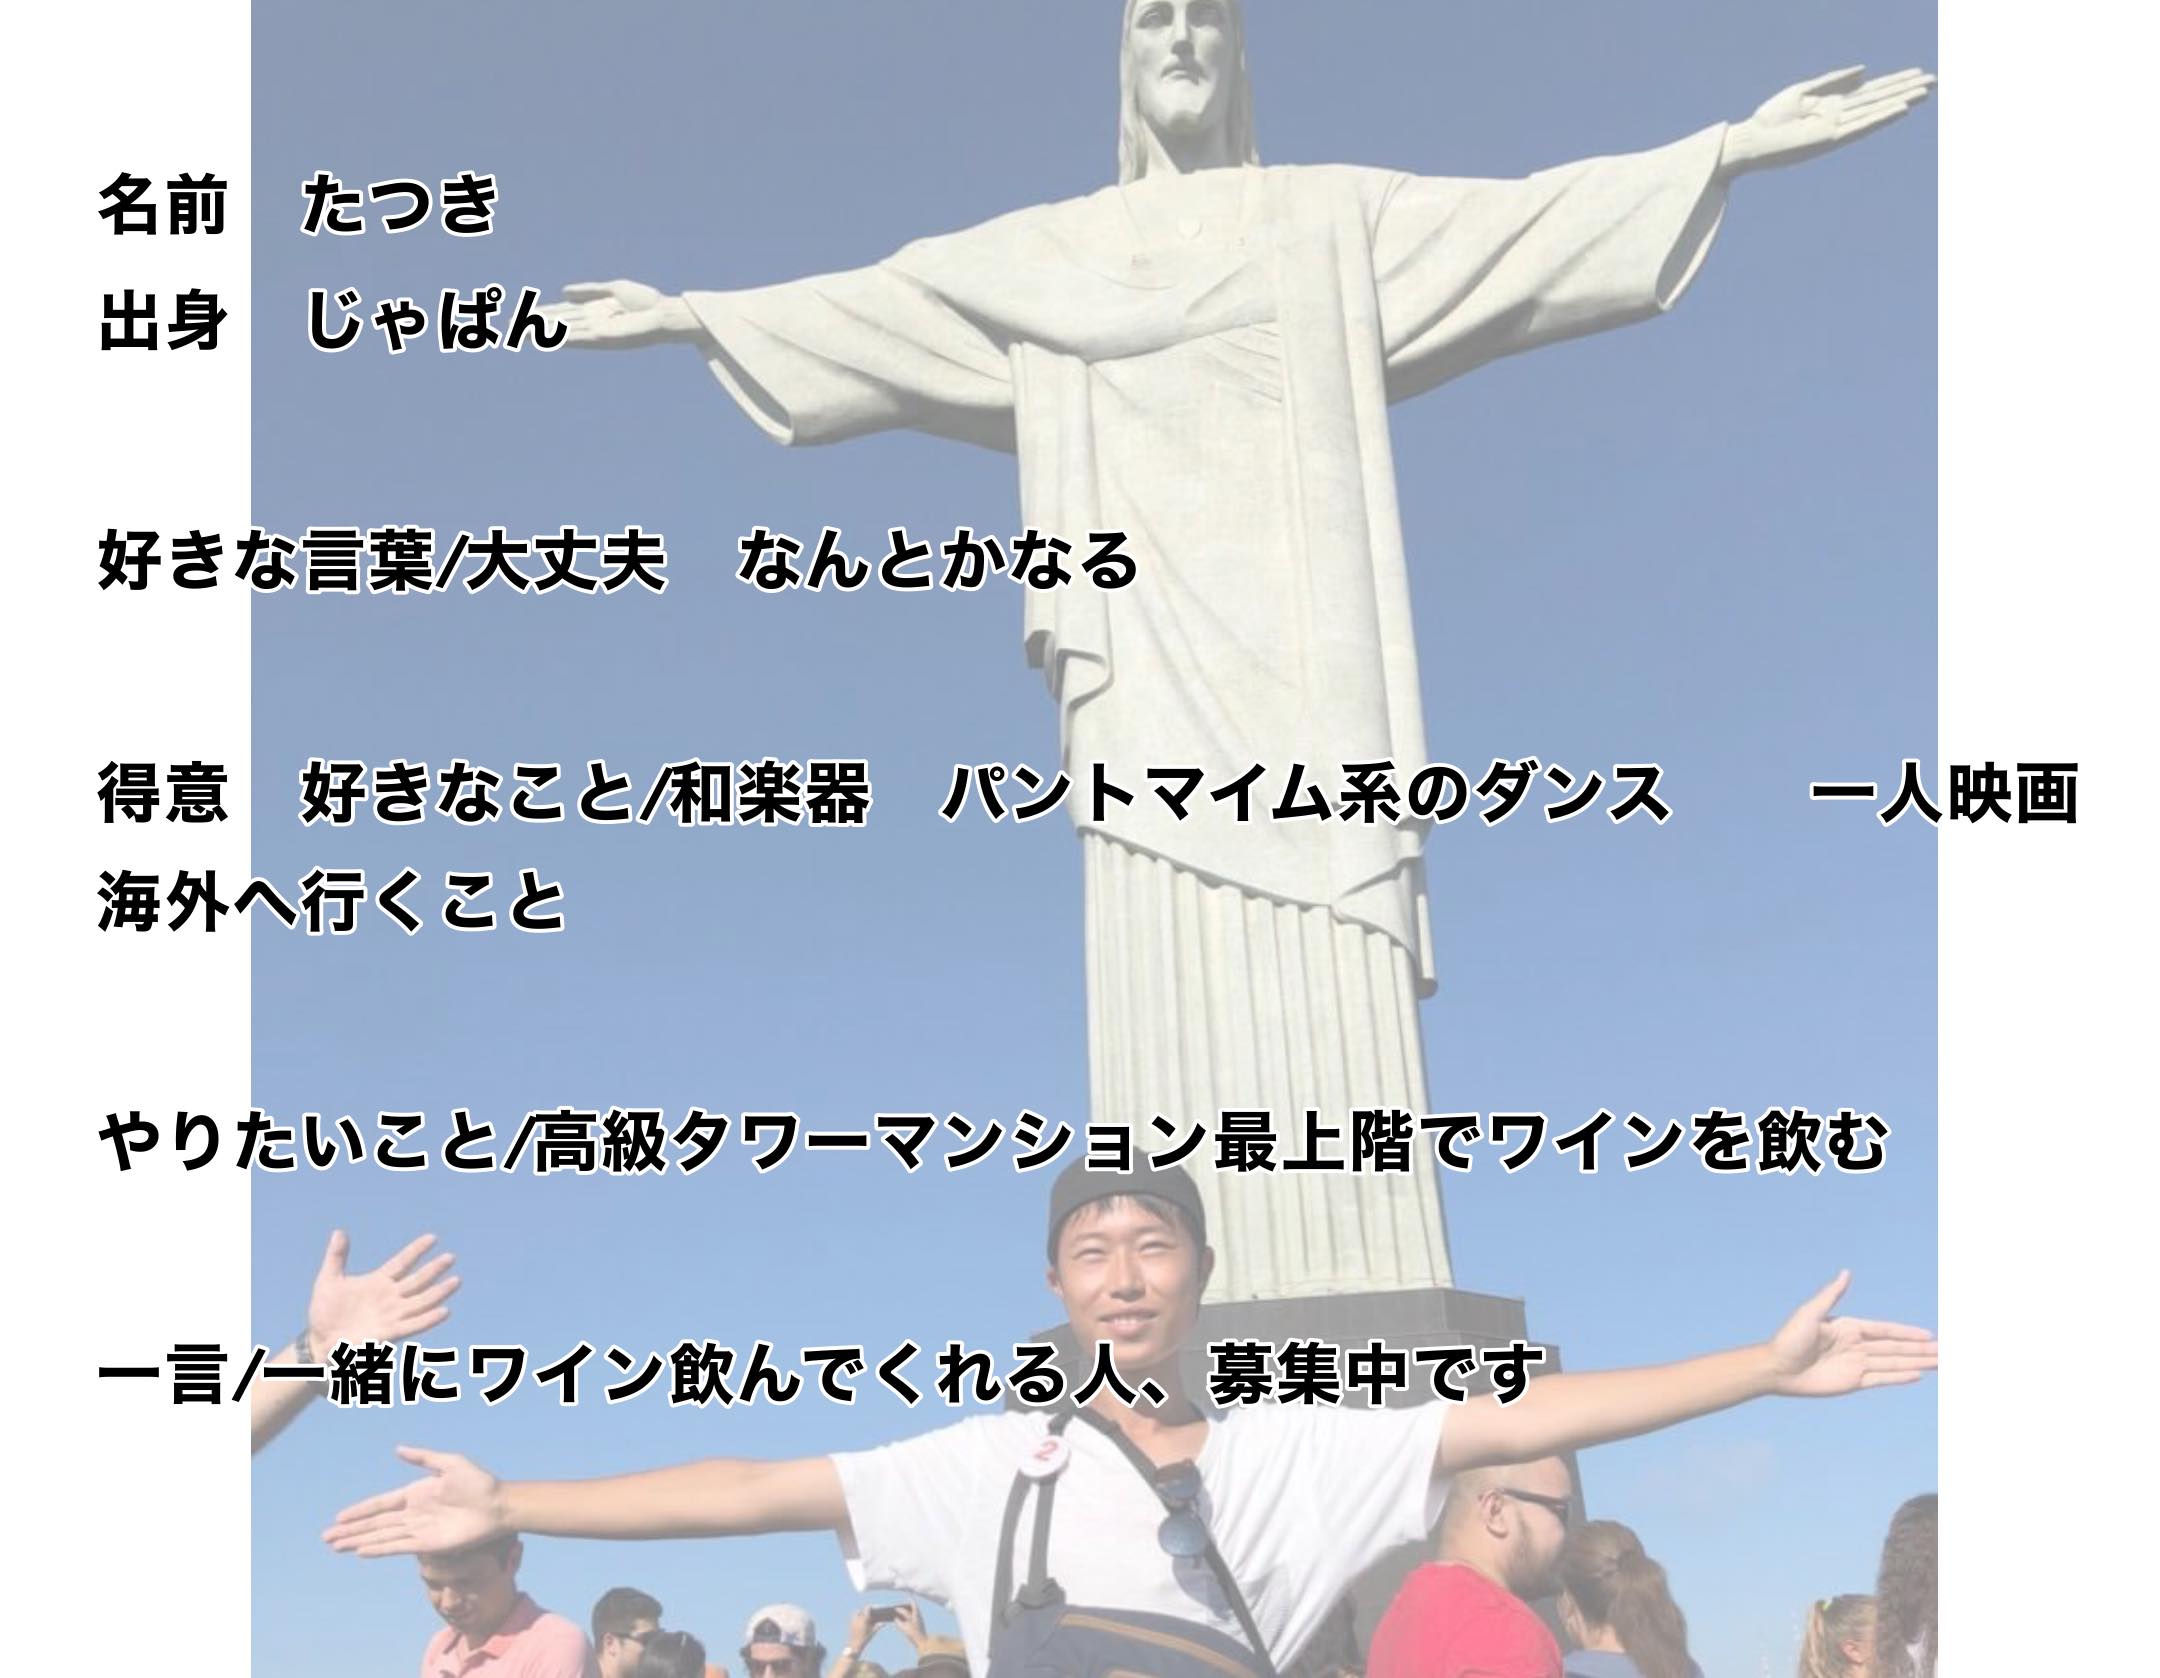 名前　たつき
出身　じゃぱん
好きな言葉/大丈夫　なんとかなる
得意　好きなこと/和楽器　パントマイム系のダンス　　一人映画
海外へ行くこと
やりたいこと/高級タワーマンション最上階でワインを飲む
一言/一緒にワイン飲んでくれる人、募集中です
2